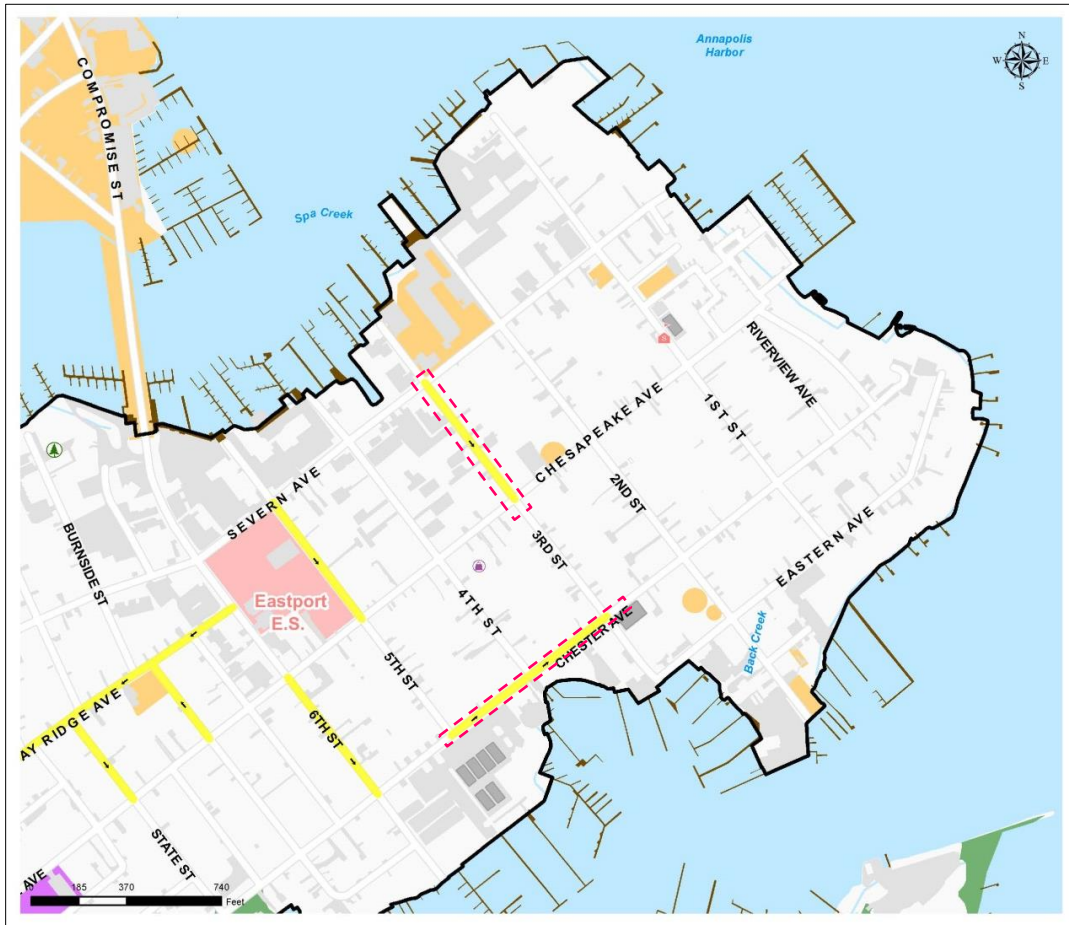 Annapolis
Harbor
N
W E
S
COMPROMISE ST
Spa Creek
RIVERVIEW AVE
1ST ST
CHESAPEAKE AVE
2ND ST
SEVERN AVE
EASTERN AVE
3RD ST
BURNSIDE ST
Eastport
E.S.
4TH ST
CHESTER AVE
Back Creek
5TH ST
AY RIDGE AVE
6TH ST
STATE ST
AVE
185 370 740
Feet